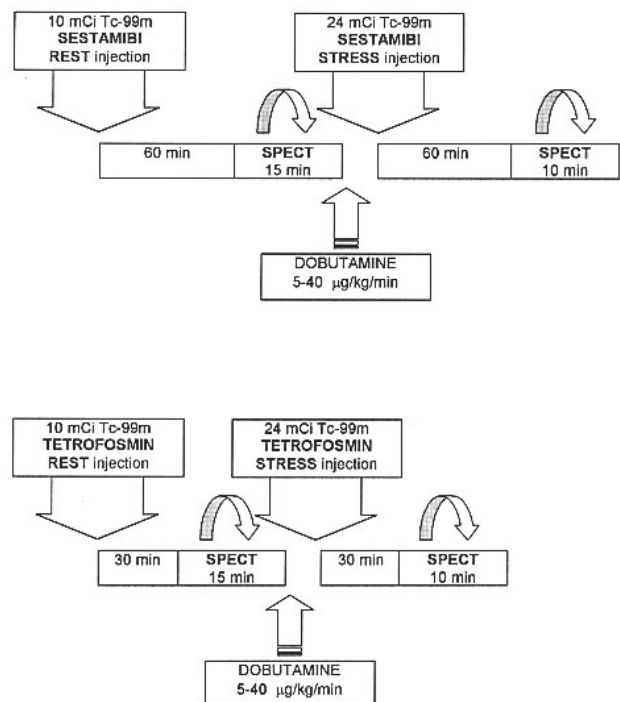 10 mCi Tc-99m
SESTAMIBI
REST injection
24 mCi Tc-99m
SESTAMIBI
STRESS injection
60 min
SPECT
15 min
60 min
SPECT
10 min
DOBUTAMINE
5-40 μg/kg/min
10 mCi Tc-99m
TETROFOSMIN
REST injection
24 mCi Tc-99m
TETROFOSMIN
STRESS injection
30 min
SPECT
15 min
30 min
SPECT
10 min
DOBUTAMINE
5-40 μg/kg/min